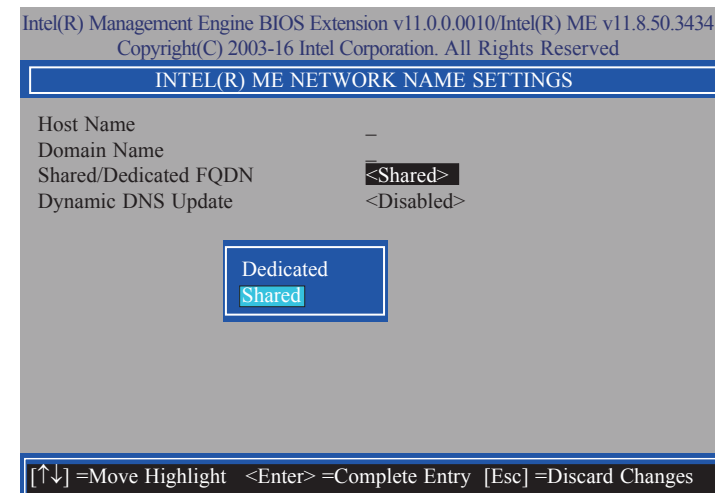 Intel(R) Management Engine BIOS Extension v11.0.0.0010/Intel(R) ME v11.8.50.3434
Copyright(C) 2003-16 Intel Corporation. All Rights Reserved
INTEL(R) ME NETWORK NAME SETTINGS
Host Name _
Domain Name _
Shared/Dedicated FQDN <Shared>
Dynamic DNS Update <Disabled>
Dedicated
Shared
[↑↓] =Move Highlight <Enter> =Complete Entry [Esc] =Discard Changes